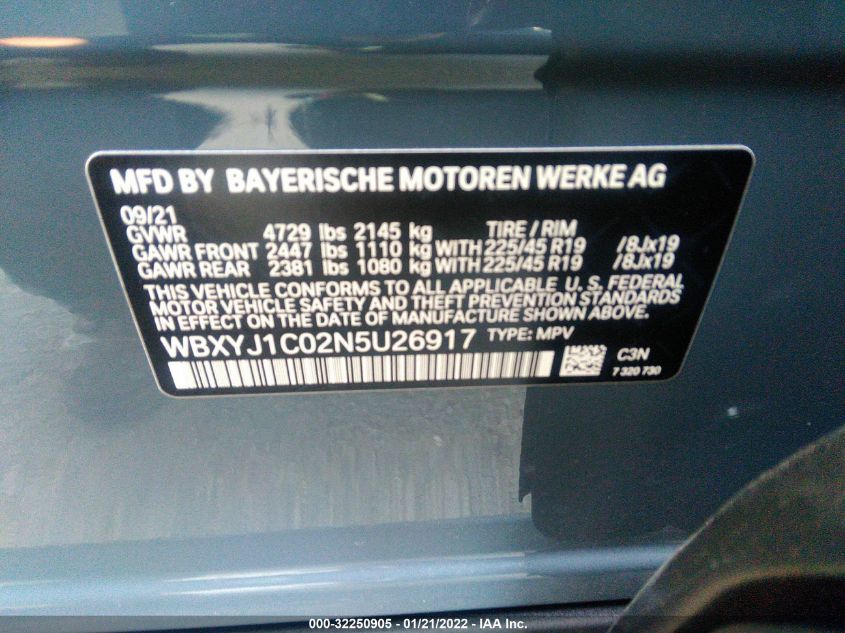 MFD BY BAYERISCHE MOTOREN WERKE AG
09/21
GVWR 4729 lbs 2145 kg TIRE / RIM
GAWR FRONT 2447 lbs 1110 kg WITH 225/45 R19 /8Jx19
GAWR REAR 2381 lbs 1080 kg WITH 225/45 R19 /8Jx19
THIS VEHICLE CONFORMS TO ALL APPLICABLE U. S. FEDERAL
MOTOR VEHICLE SAFETY AND THEFT PREVENTION STANDARDS
IN EFFECT ON THE DATE OF MANUFACTURE SHOWN ABOVE.
WBXYJ1C02N5U26917 TYPE: MPV
C3N
7 320 730
000-32250905 - 01/21/2022 - IAA Inc.